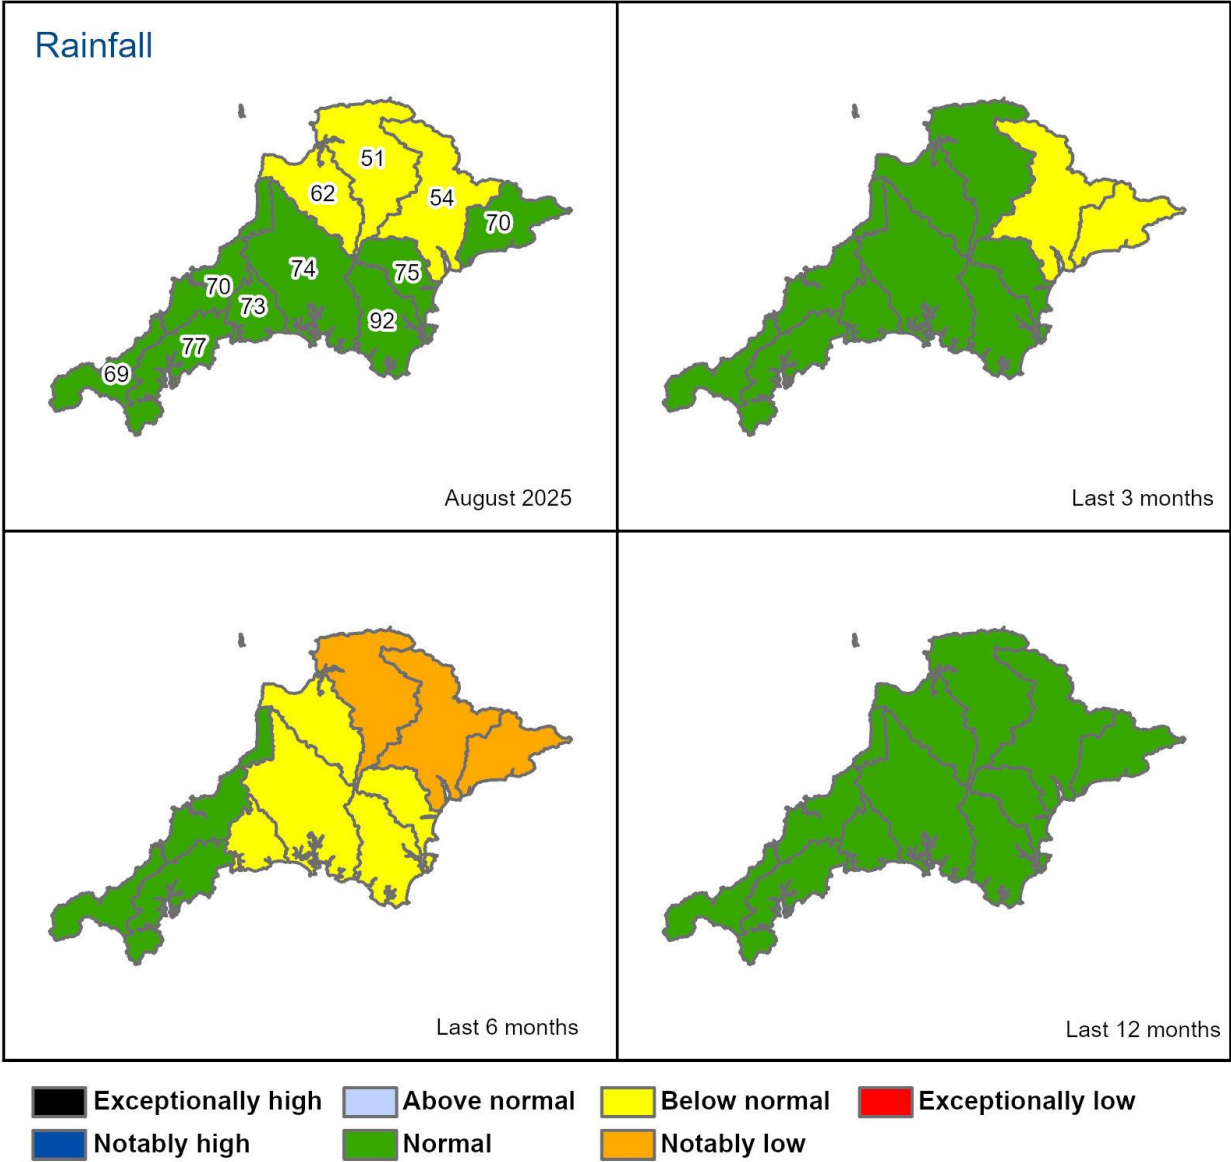 Rainfall
51
62
54
70
74
75
70
73
92
77
69
August 2025
Last 3 months
Last 6 months
Last 12 months
Exceptionally high
Above normal
Below normal
Exceptionally low
Notably high
Normal
Notably low